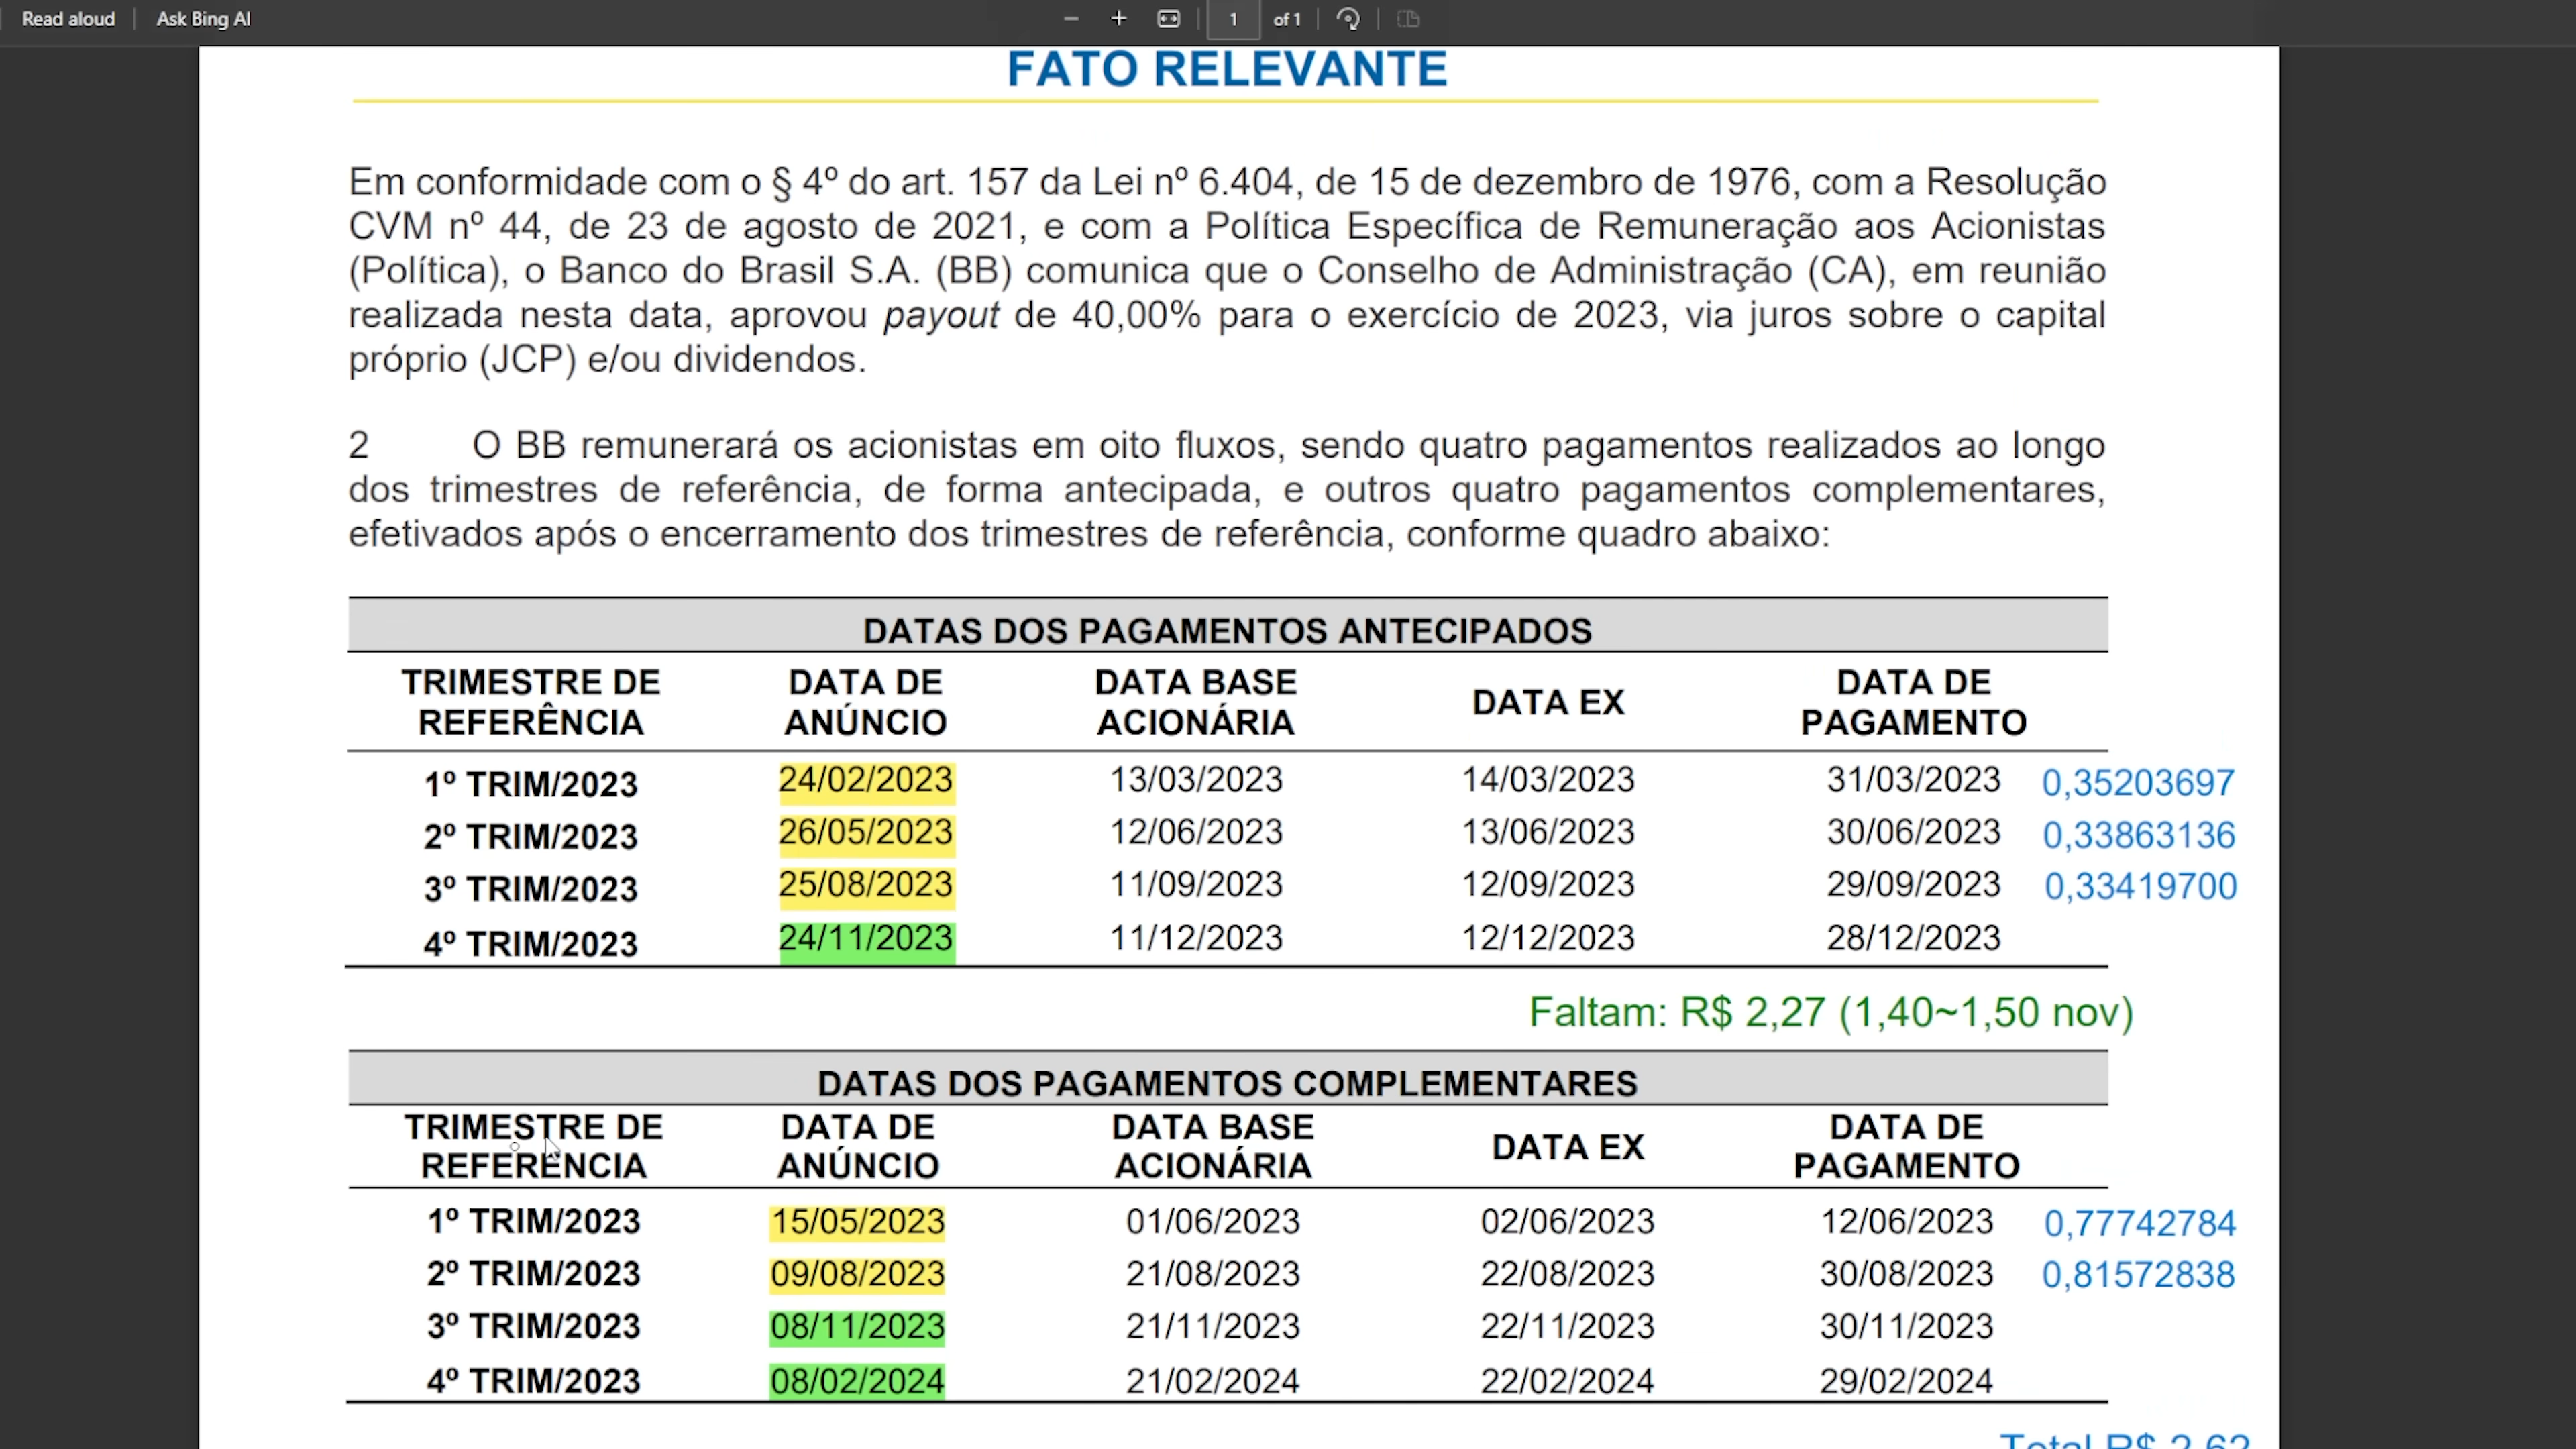 Read aloud
Ask Bing AI
1 of 1
FATO RELEVANTE
Em conformidade com o § 4º do art. 157 da Lei nº 6.404, de 15 de dezembro de 1976, com a Resolução
CVM nº 44, de 23 de agosto de 2021, e com a Política Específica de Remuneração aos Acionistas
(Política), o Banco do Brasil S.A. (BB) comunica que o Conselho de Administração (CA), em reunião
realizada nesta data, aprovou payout de 40,00% para o exercício de 2023, via juros sobre o capital
próprio (JCP) e/ou dividendos.
2 O BB remunerará os acionistas em oito fluxos, sendo quatro pagamentos realizados ao longo
dos trimestres de referência, de forma antecipada, e outros quatro pagamentos complementares,
efetivados após o encerramento dos trimestres de referência, conforme quadro abaixo:
DATAS DOS PAGAMENTOS ANTECIPADOS
TRIMESTRE DE DATA DE DATA BASE DATA EX DATA DE
REFERÊNCIA ANÚNCIO ACIONÁRIA PAGAMENTO
1º TRIM/2023 24/02/2023 13/03/2023 14/03/2023 31/03/2023 0,35203697
2º TRIM/2023 26/05/2023 12/06/2023 13/06/2023 30/06/2023 0,33863136
3º TRIM/2023 25/08/2023 11/09/2023 12/09/2023 29/09/2023 0,33419700
4º TRIM/2023 24/11/2023 11/12/2023 12/12/2023 28/12/2023
Faltam: R$ 2,27 (1,40~1,50 nov)
DATAS DOS PAGAMENTOS COMPLEMENTARES
TRIMESTRE DE DATA DE DATA BASE DATA EX DATA DE
REFERÊNCIA ANÚNCIO ACIONÁRIA PAGAMENTO
1º TRIM/2023 15/05/2023 01/06/2023 02/06/2023 12/06/2023 0,77742784
2º TRIM/2023 09/08/2023 21/08/2023 22/08/2023 30/08/2023 0,81572838
3º TRIM/2023 08/11/2023 21/11/2023 22/11/2023 30/11/2023
4º TRIM/2023 08/02/2024 21/02/2024 22/02/2024 29/02/2024
Total R$ 2,62